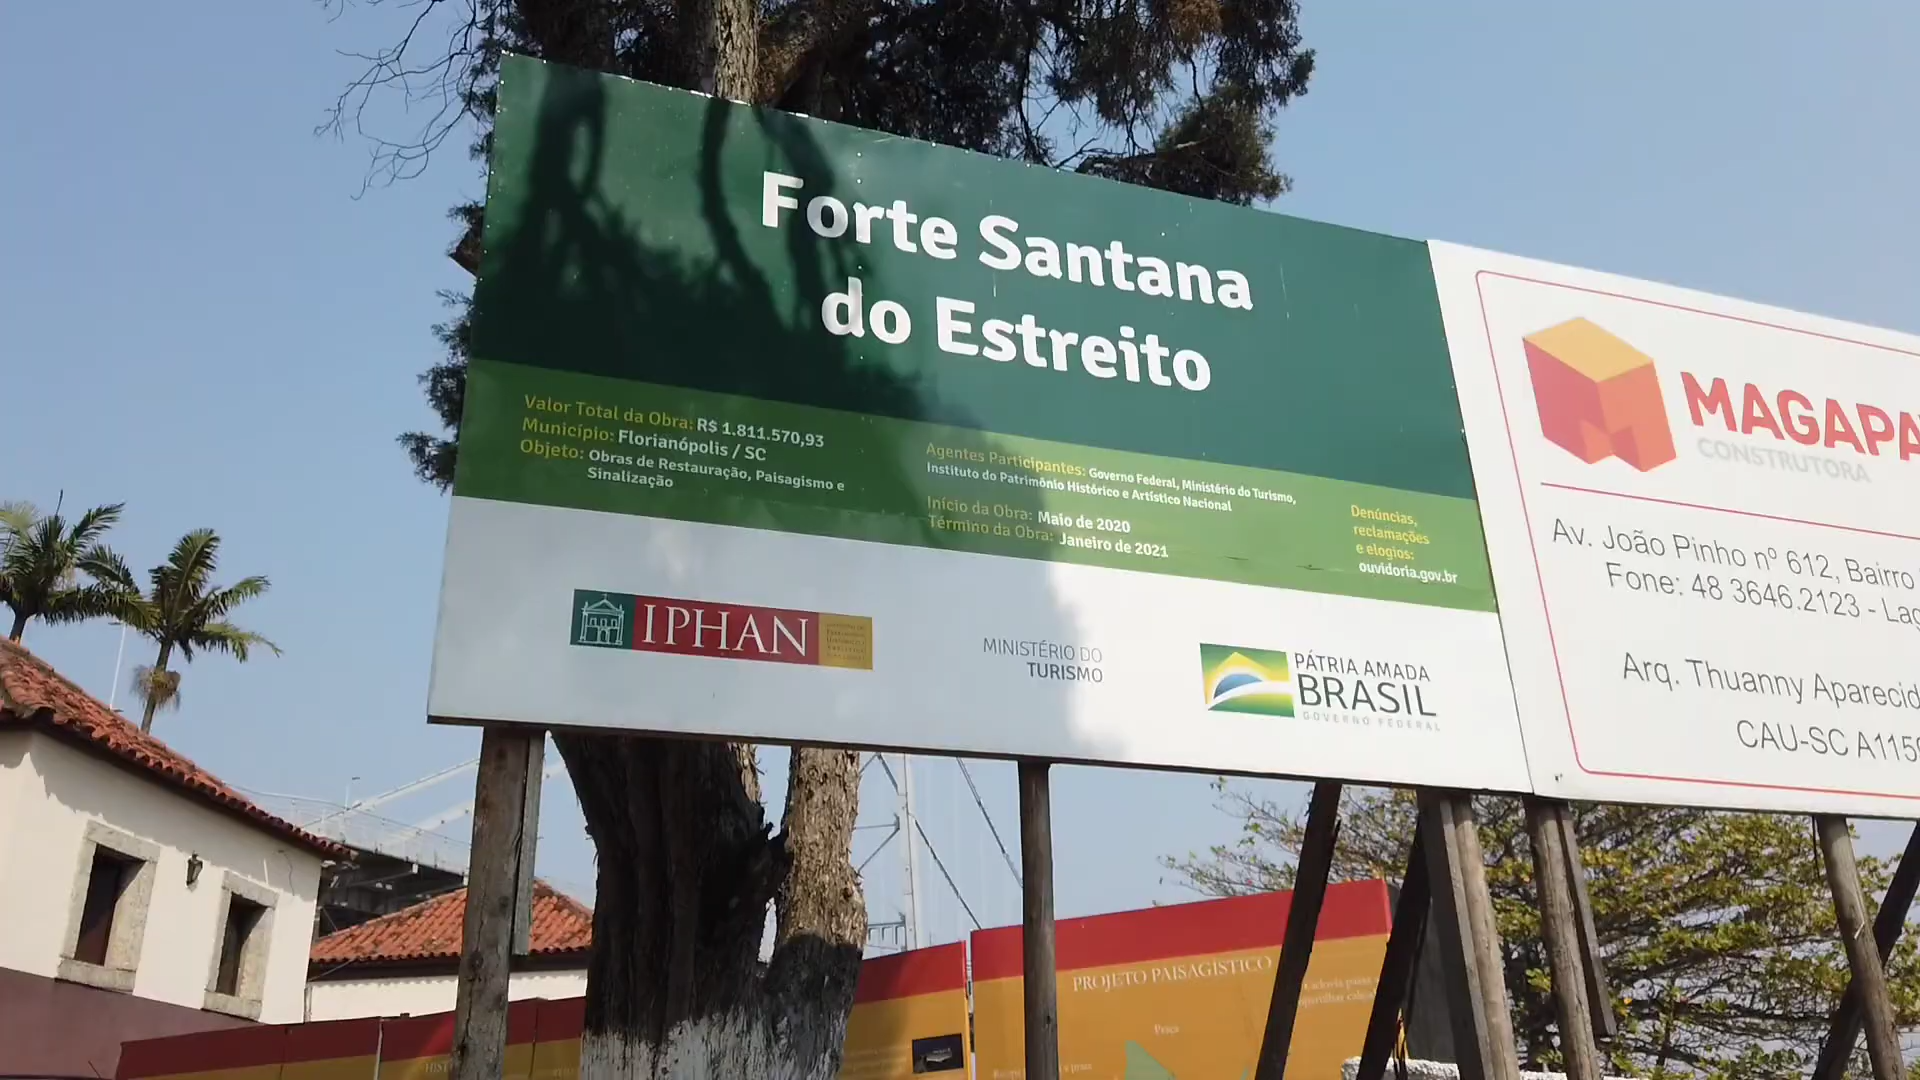 Forte Santana
do Estreito
Valor Total da Obra: R$ 1.811.570,93
Município: Florianópolis / SC
Objeto: Obras de Restauração, Paisagismo e
Sinalização
Agentes Participantes: Governo Federal, Ministério do Turismo,
Instituto do Patrimônio Histórico e Artístico Nacional
Início da Obra: Maio de 2020
Término da Obra: Janeiro de 2021
Denúncias,
reclamações
e elogios:
ouvidoria.gov.br
IPHAN
MINISTÉRIO DO
TURISMO
PÁTRIA AMADA
BRASIL
GOVERNO FEDERAL
MAGAPA
CONSTRUTORA
Av. João Pinho nº 612, Bairro
Fone: 48 3646.2123 - Lag
Arq. Thuanny Aparecid
CAU-SC A115
PROJETO PAISAGÍSTICO
Pesca